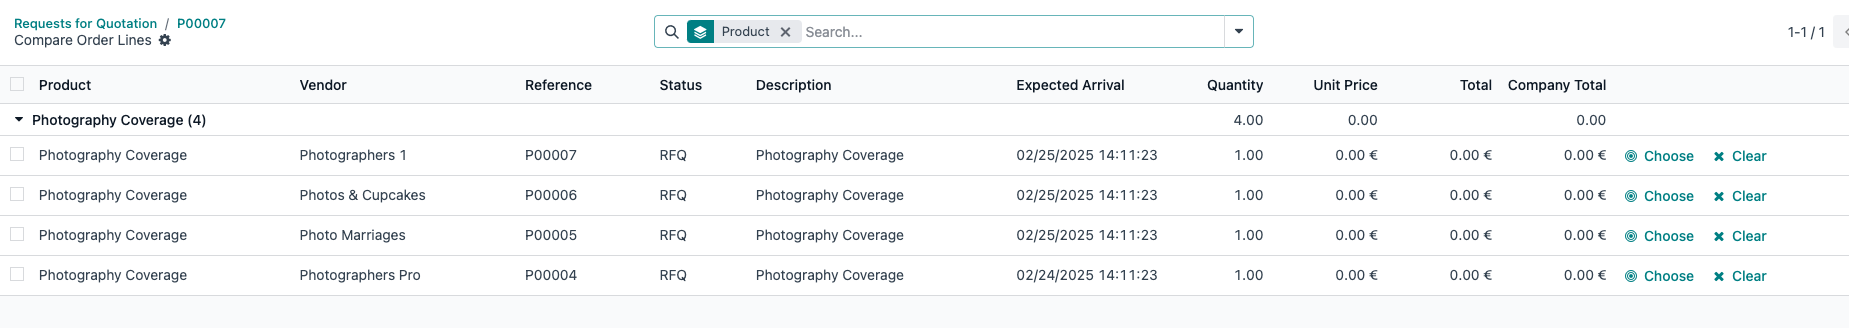 Requests for Quotation / P00007
Compare Order Lines
Product Search...
1-1 / 1
Product Vendor Reference Status Description Expected Arrival Quantity Unit Price Total Company Total
Photography Coverage (4) 4.00 0.00 0.00
Photography Coverage Photographers 1 P00007 RFQ Photography Coverage 02/25/2025 14:11:23 1.00 0.00 € 0.00 € 0.00 € Choose Clear
Photography Coverage Photos & Cupcakes P00006 RFQ Photography Coverage 02/25/2025 14:11:23 1.00 0.00 € 0.00 € 0.00 € Choose Clear
Photography Coverage Photo Marriages P00005 RFQ Photography Coverage 02/25/2025 14:11:23 1.00 0.00 € 0.00 € 0.00 € Choose Clear
Photography Coverage Photographers Pro P00004 RFQ Photography Coverage 02/24/2025 14:11:23 1.00 0.00 € 0.00 € 0.00 € Choose Clear